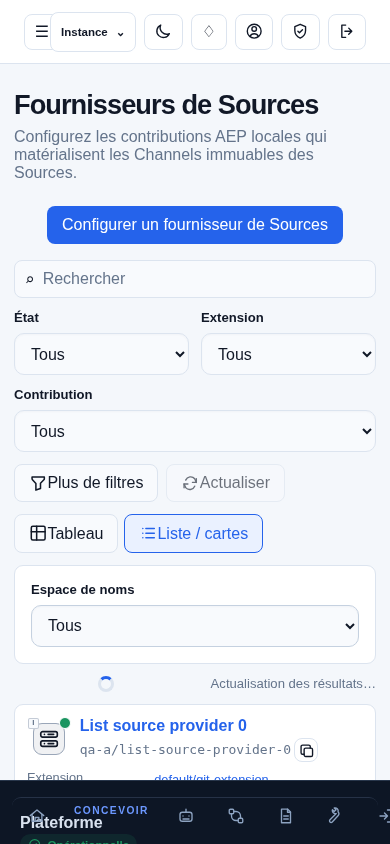 Instance
Fournisseurs de Sources
Configurez les contributions AEP locales qui
matérialisent les Channels immuables des
Sources.
Configurer un fournisseur de Sources
Rechercher
État
Extension
Tous
Tous
Contribution
Tous
Plus de filtres
Actualiser
Tableau
Liste / cartes
Espace de noms
Tous
Actualisation des résultats…
I
List source provider 0
qa-a/list-source-provider-0
Extension
default/git-extension
CONCEVOIR
Plateforme
Opérationnelle